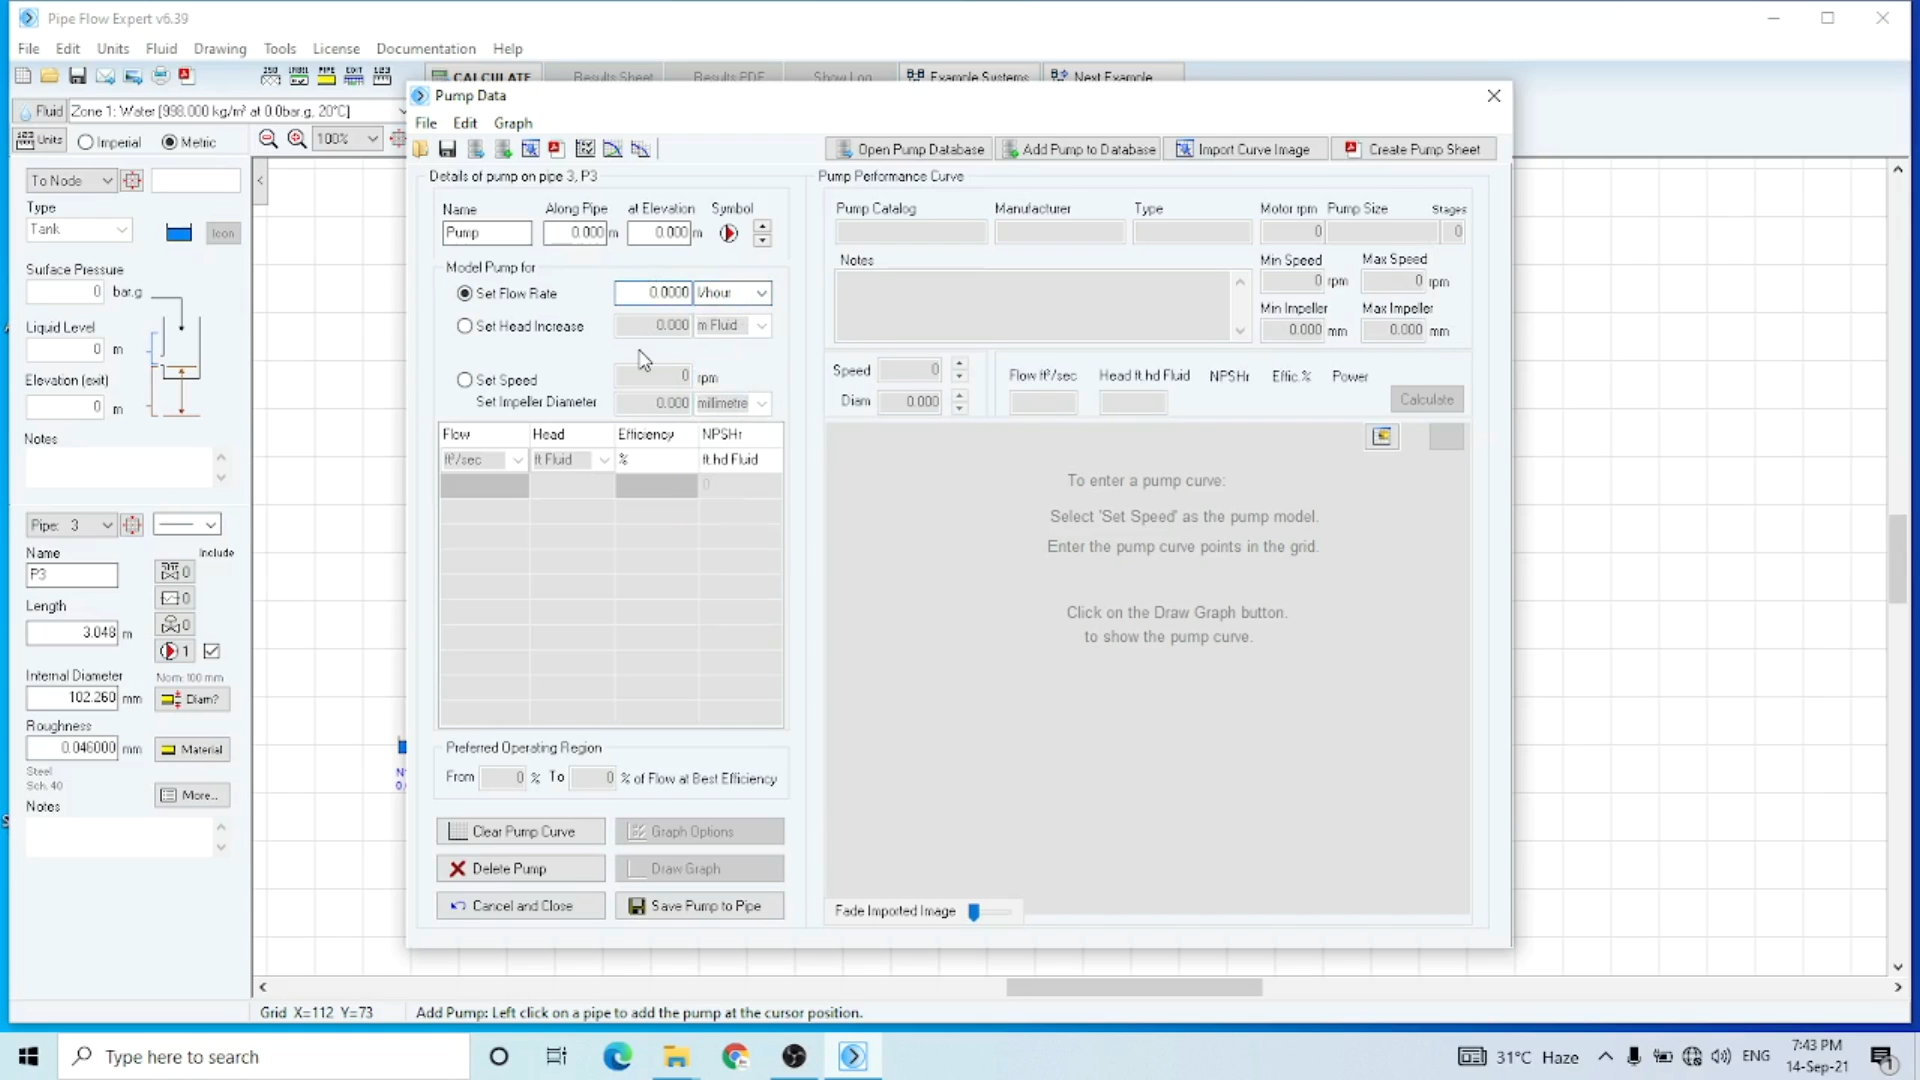 Pipe Flow Expert v6.39
File Edit Units Fluid Drawing Tools License Documentation Help
CALCULATE Results Sheet Results PDF Show Log Example Systems Next Example
Fluid Zone 1: Water [998.000 kg/m³ at 0.0bar.g, 20°C]
Units Imperial Metric 100%
To Node
Type
Tank Icon
Surface Pressure
0 bar.g
Liquid Level
0 m
Elevation (exit)
0 m
Notes
Pipe: 3
Name Include
P3 0
0
Length 0
3.048 m
1
Internal Diameter Nom: 100 mm
102.260 mm Diam?
Roughness
0.046000 mm Material
Steel
Sch. 40 More...
Notes
Pump Data
File Edit Graph
Open Pump Database Add Pump to Database Import Curve Image Create Pump Sheet
Details of pump on pipe 3, P3
Name Along Pipe at Elevation Symbol
Pump 0.000 m 0.000 m
Model Pump for
Set Flow Rate 0.0000 l/hour
Set Head Increase 0.000 m Fluid
Set Speed 0 rpm
Set Impeller Diameter 0.000 millimetre
Flow Head Efficiency NPSHr
ft³/sec ft Fluid % ft.hd Fluid
0
Preferred Operating Region
From 0 % To 0 % of Flow at Best Efficiency
Clear Pump Curve Graph Options
Delete Pump Draw Graph
Cancel and Close Save Pump to Pipe
Pump Performance Curve
Pump Catalog Manufacturer Type Motor rpm Pump Size Stages
0 0
Notes Min Speed Max Speed
0 rpm 0 rpm
Min Impeller Max Impeller
0.000 mm 0.000 mm
Speed 0 Flow ft³/sec Head ft.hd Fluid NPSHr Effic.% Power
Diam 0.000 Calculate
To enter a pump curve:
Select 'Set Speed' as the pump model.
Enter the pump curve points in the grid.
Click on the Draw Graph button.
to show the pump curve.
Fade Imported Image
Grid X=112 Y=73 Add Pump: Left click on a pipe to add the pump at the cursor position.
Type here to search 31°C Haze ENG 7:43 PM
14-Sep-21 1